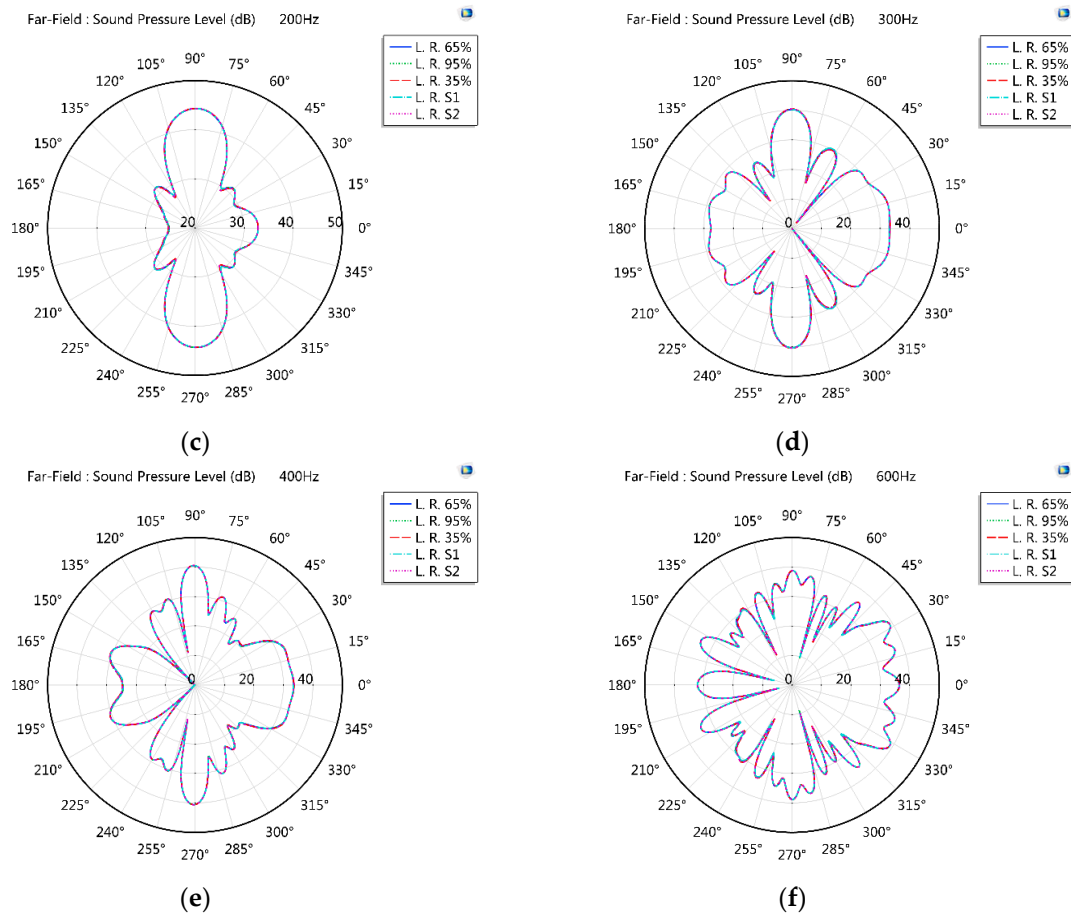 Far-Field : Sound Pressure Level (dB) 200Hz
L. R. 65%
L. R. 95%
L. R. 35%
L. R. S1
L. R. S2
90°
105° 75°
120° 60°
135° 45°
150° 30°
165° 15°
180° 20 30 40 50 0°
195° 345°
210° 330°
225° 315°
240° 300°
255° 285°
270°
(c)
Far-Field : Sound Pressure Level (dB) 300Hz
L. R. 65%
L. R. 95%
L. R. 35%
L. R. S1
L. R. S2
90°
105° 75°
120° 60°
135° 45°
150° 30°
165° 15°
180° 0 20 40 0°
195° 345°
210° 330°
225° 315°
240° 300°
255° 285°
270°
(d)
Far-Field : Sound Pressure Level (dB) 400Hz
L. R. 65%
L. R. 95%
L. R. 35%
L. R. S1
L. R. S2
90°
105° 75°
120° 60°
135° 45°
150° 30°
165° 15°
180° 0 20 40 0°
195° 345°
210° 330°
225° 315°
240° 300°
255° 285°
270°
(e)
Far-Field : Sound Pressure Level (dB) 600Hz
L. R. 65%
L. R. 95%
L. R. 35%
L. R. S1
L. R. S2
90°
105° 75°
120° 60°
135° 45°
150° 30°
165° 15°
180° 0 20 40 0°
195° 345°
210° 330°
225° 315°
240° 300°
255° 285°
270°
(f)